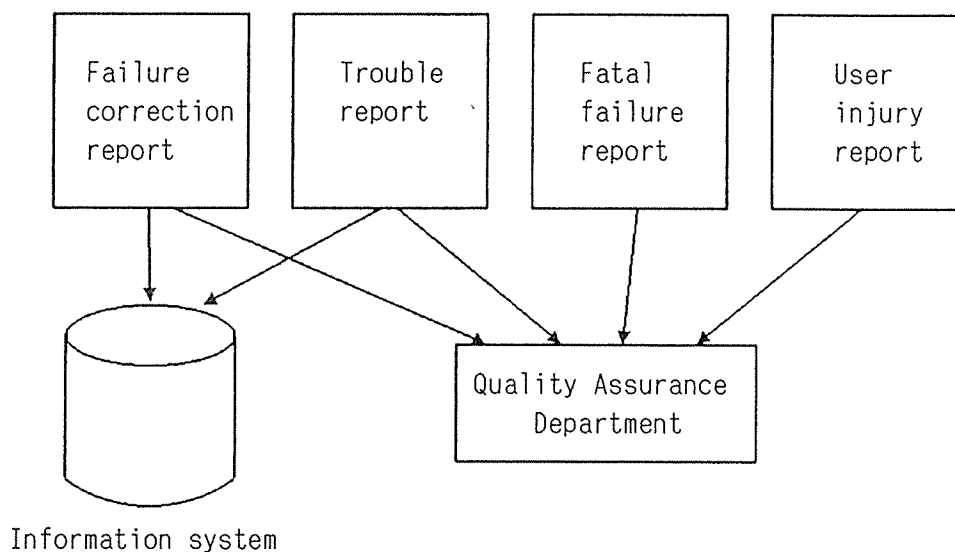 Failure
correction
report
Trouble
report
Fatal
failure
report
User
injury
report
Quality Assurance
Department
Information system